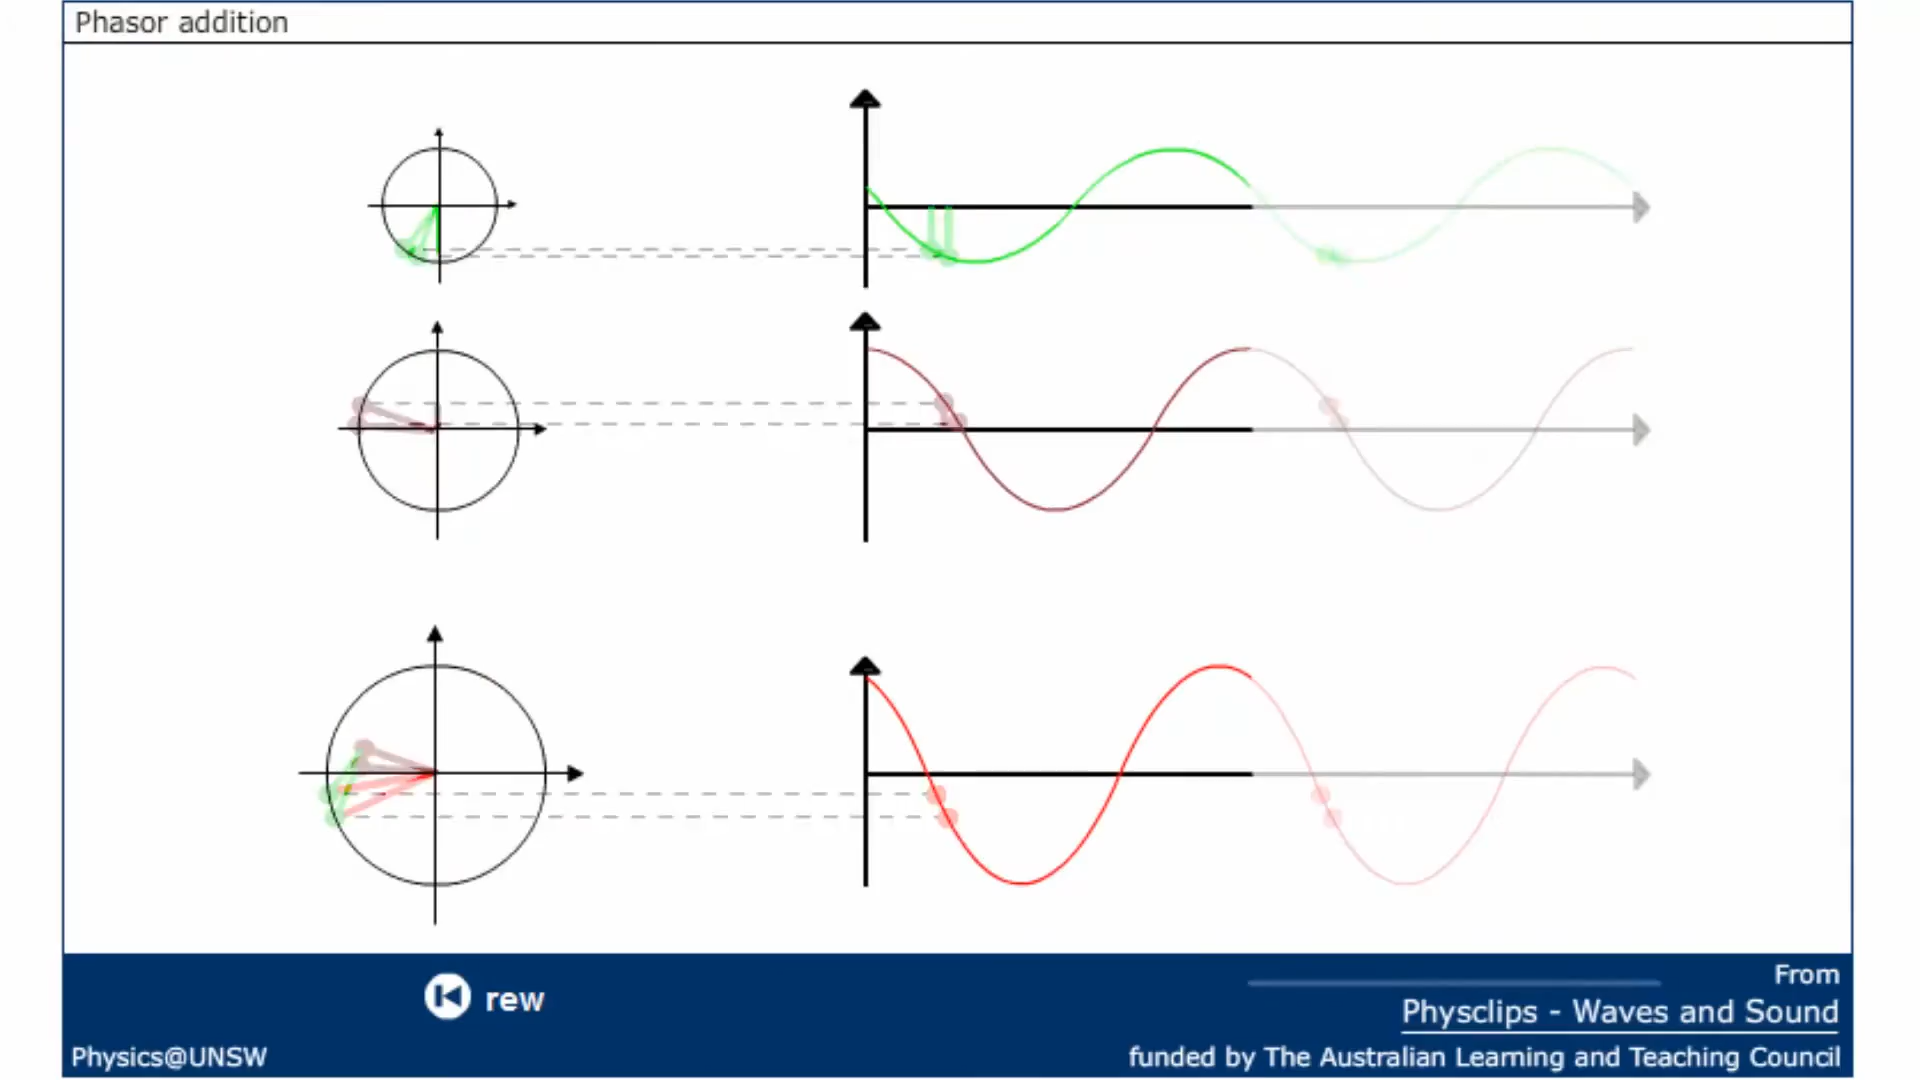 Phasor addition
rew
From
Physclips - Waves and Sound
Physics@UNSW
funded by The Australian Learning and Teaching Council